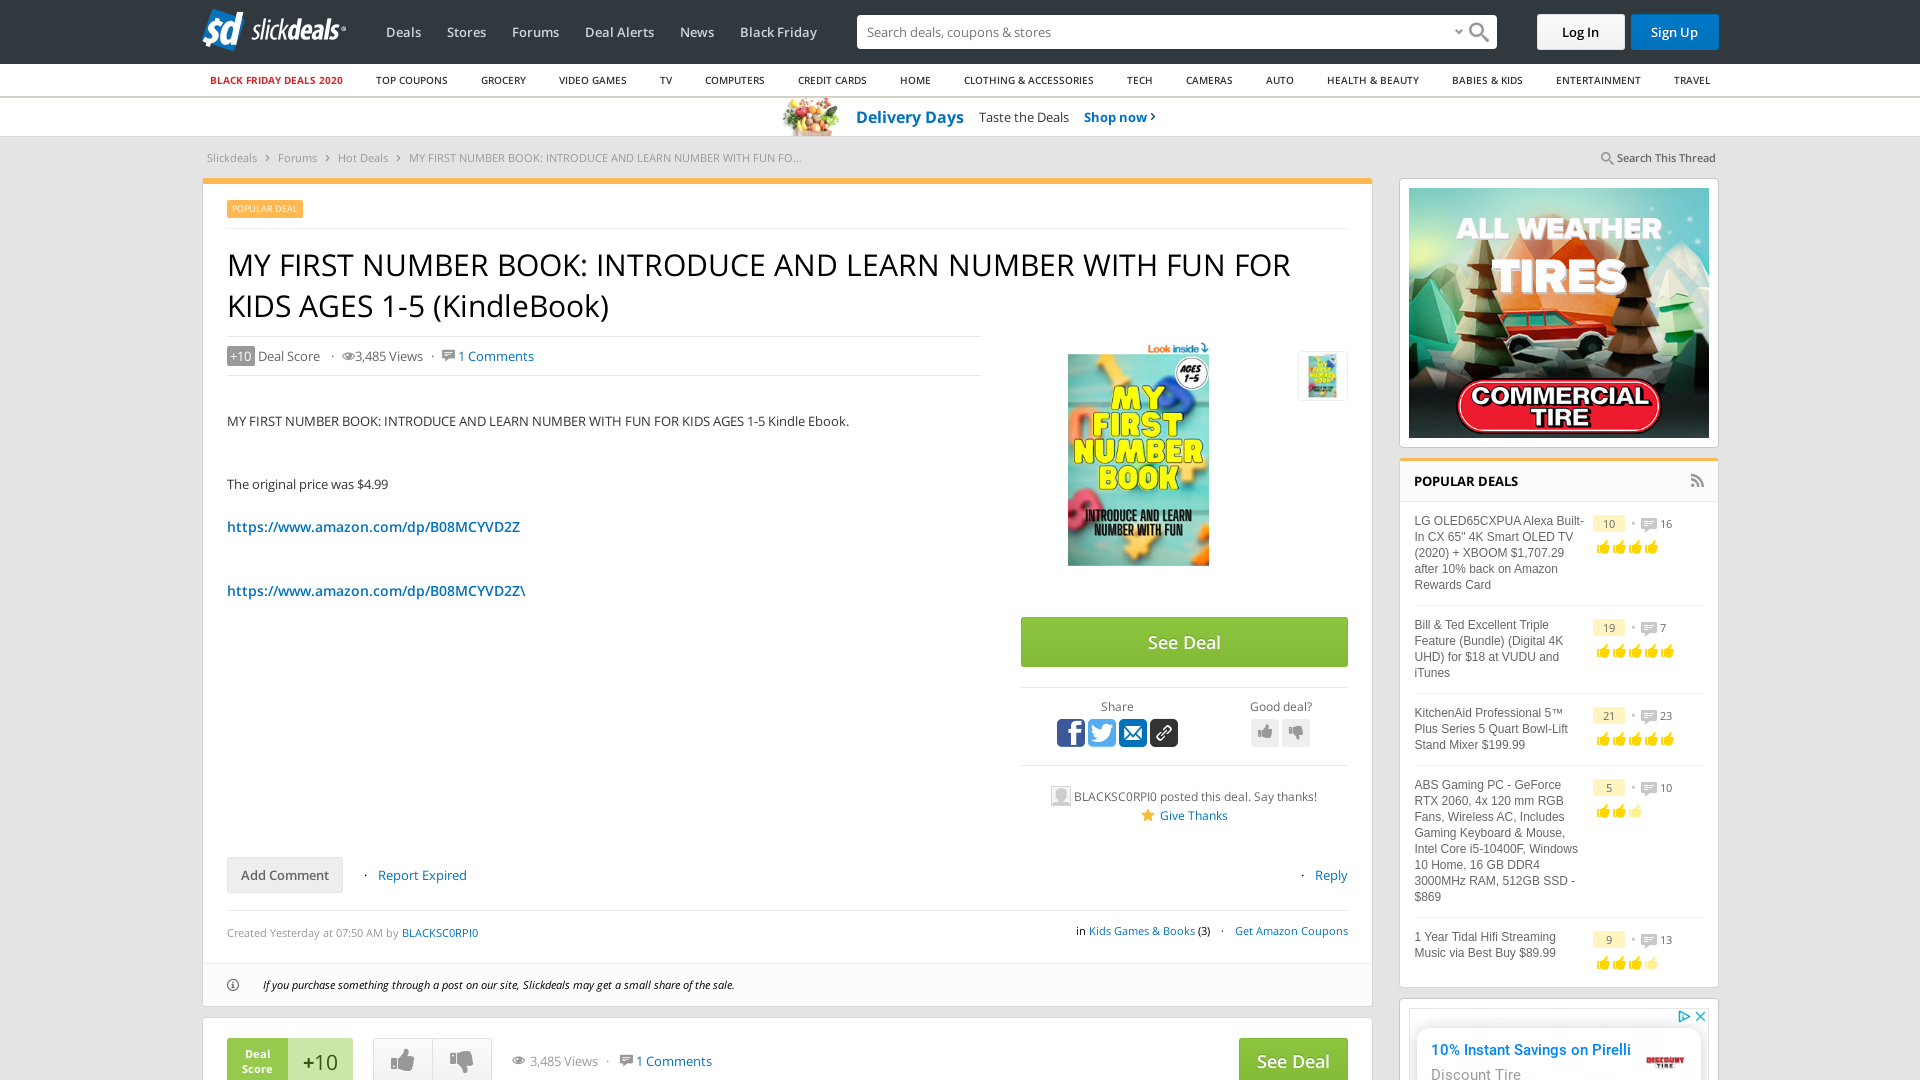 slickdeals
Deals Stores Forums Deal Alerts News Black Friday
Search deals, coupons & stores
Log In
Sign Up
BLACK FRIDAY DEALS 2020 TOP COUPONS GROCERY VIDEO GAMES TV COMPUTERS CREDIT CARDS HOME CLOTHING & ACCESSORIES TECH CAMERAS AUTO HEALTH & BEAUTY BABIES & KIDS ENTERTAINMENT TRAVEL
Delivery Days Taste the Deals Shop now
Slickdeals › Forums › Hot Deals › MY FIRST NUMBER BOOK: INTRODUCE AND LEARN NUMBER WITH FUN FO...
Search This Thread
POPULAR DEAL
MY FIRST NUMBER BOOK: INTRODUCE AND LEARN NUMBER WITH FUN FOR
KIDS AGES 1-5 (KindleBook)
+10 Deal Score · 3,485 Views · 1 Comments
MY FIRST NUMBER BOOK: INTRODUCE AND LEARN NUMBER WITH FUN FOR KIDS AGES 1-5 Kindle Ebook.
The original price was $4.99
https://www.amazon.com/dp/B08MCYVD2Z
https://www.amazon.com/dp/B08MCYVD2Z\
Look inside
AGES
1-5
MY
FIRST
NUMBER
BOOK
INTRODUCE AND LEARN
NUMBER WITH FUN
See Deal
Share
Good deal?
BLACKSC0RPI0 posted this deal. Say thanks!
Give Thanks
Add Comment · Report Expired
· Reply
Created Yesterday at 07:50 AM by BLACKSC0RPI0
in Kids Games & Books (3) · Get Amazon Coupons
If you purchase something through a post on our site, Slickdeals may get a small share of the sale.
Deal
Score
+10
3,485 Views · 1 Comments
See Deal
ALL WEATHER
TIRES
COMMERCIAL
TIRE
POPULAR DEALS
LG OLED65CXPUA Alexa Built-
In CX 65" 4K Smart OLED TV
(2020) + XBOOM $1,707.29
after 10% back on Amazon
Rewards Card
10 • 16
Bill & Ted Excellent Triple
Feature (Bundle) (Digital 4K
UHD) for $18 at VUDU and
iTunes
19 • 7
KitchenAid Professional 5™
Plus Series 5 Quart Bowl-Lift
Stand Mixer $199.99
21 • 23
ABS Gaming PC - GeForce
RTX 2060, 4x 120 mm RGB
Fans, Wireless AC, Includes
Gaming Keyboard & Mouse,
Intel Core i5-10400F, Windows
10 Home, 16 GB DDR4
3000MHz RAM, 512GB SSD -
$869
5 • 10
1 Year Tidal Hifi Streaming
Music via Best Buy $89.99
9 • 13
10% Instant Savings on Pirelli
Discount Tire
DISCOUNT
TIRE